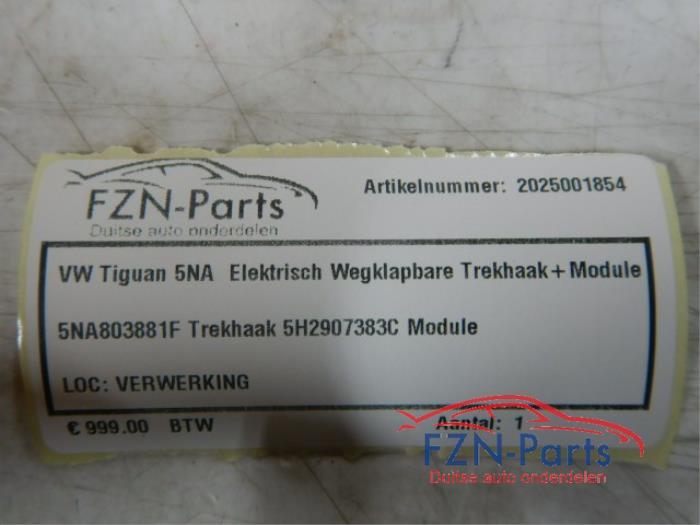 FZN-Parts
Duitse auto onderdelen
Artikelnummer: 2025001854
VW Tiguan 5NA Elektrisch Wegklapbare Trekhaak+Module
5NA803881F Trekhaak 5H2907383C Module
LOC: VERWERKING
€ 999.00 BTW
Aantal: 1
FZN-Parts
Duitse auto onderdelen